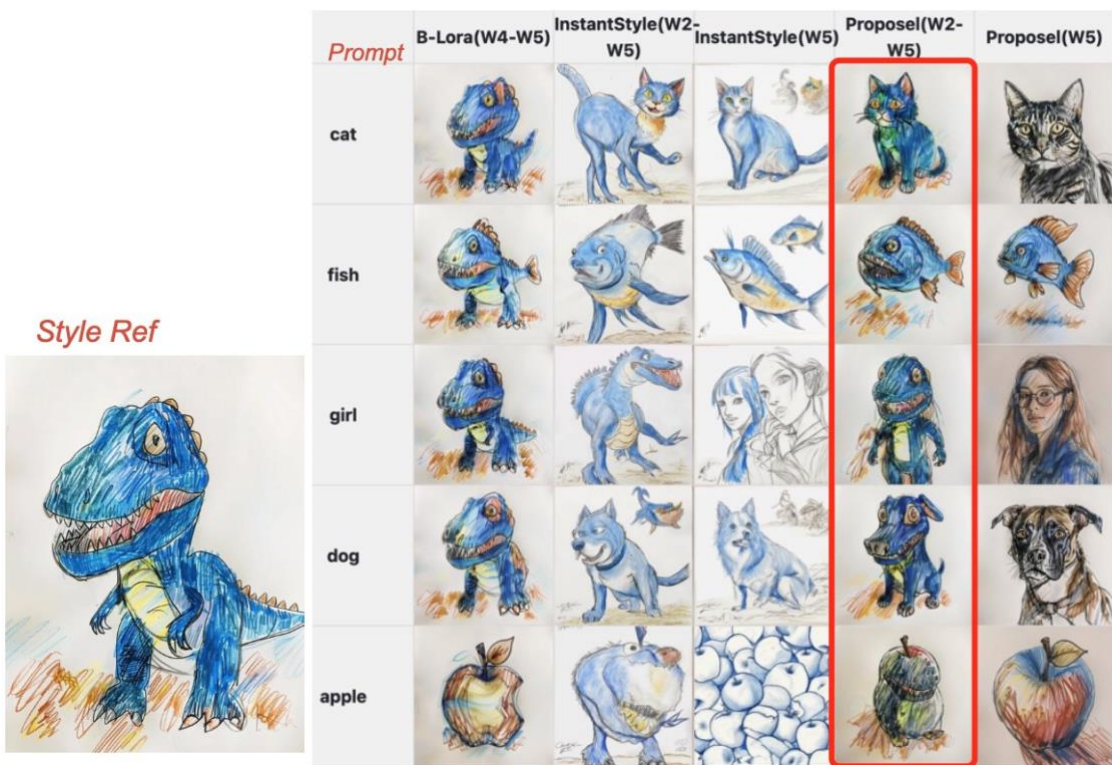 Prompt
B-Lora(W4-W5)
InstantStyle(W2-
W5)
InstantStyle(W5)
Proposel(W2-
W5)
Proposel(W5)
cat
fish
Style Ref
girl
dog
apple